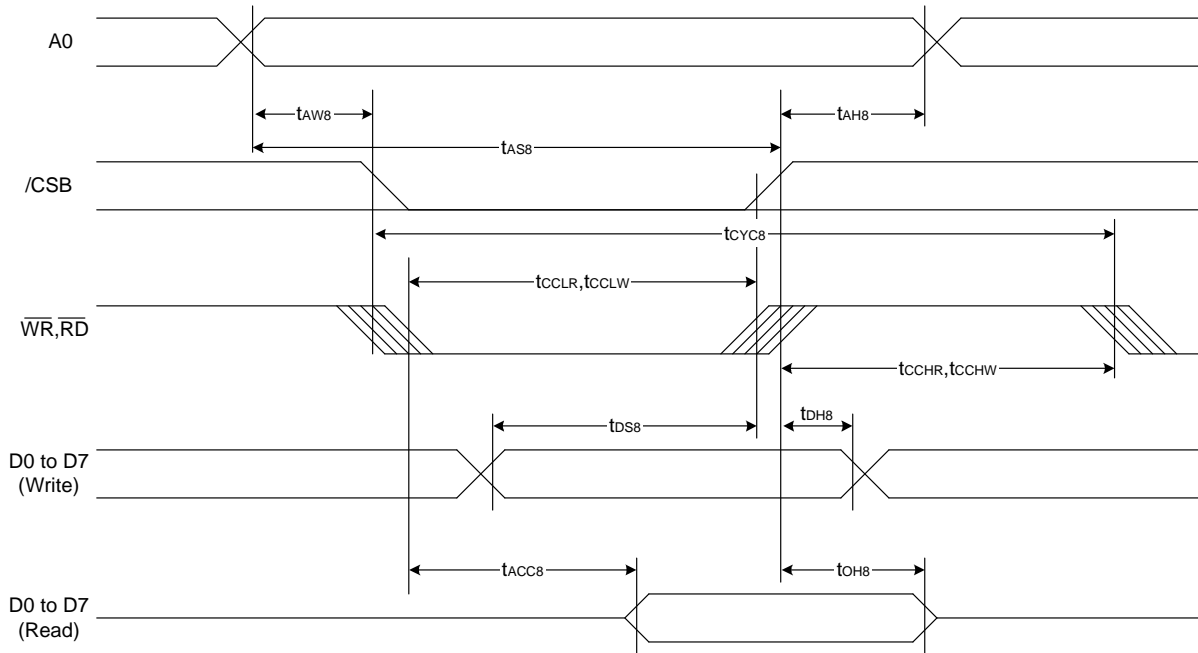 A0
tAW8
tAH8
tAS8
/CSB
tCYC8
tCCLR,tCCLW
WR,RD
tCCHR,tCCHW
tDS8
tDH8
D0 to D7
(Write)
tACC8
tOH8
D0 to D7
(Read)